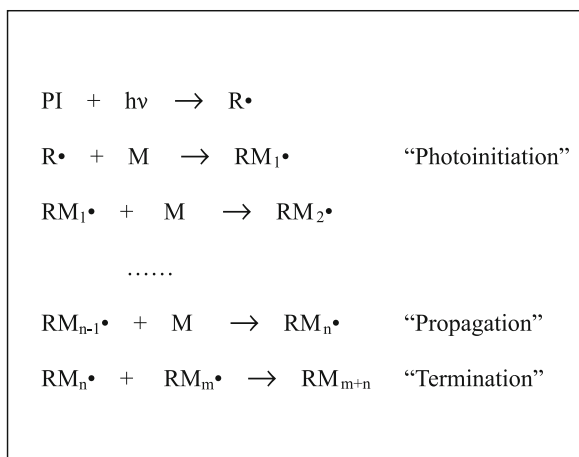 PI + hν → R•
R• + M → RM₁• “Photoinitiation”
RM₁• + M → RM₂•
……
RMₙ₋₁• + M → RMₙ• “Propagation”
RMₙ• + RMₘ• → RMₘ₊ₙ “Termination”